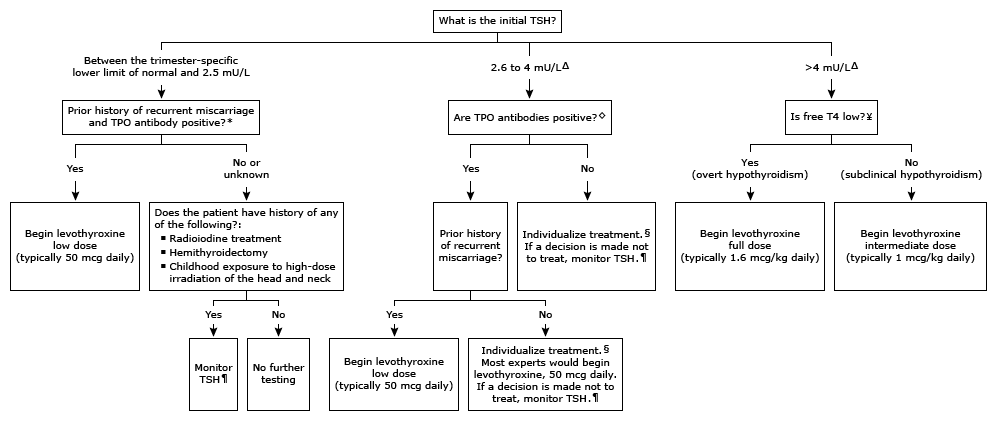 What is the initial TSH?
Between the trimester-specific
lower limit of normal and 2.5 mU/L
2.6 to 4 mU/LΔ
>4 mU/LΔ
Prior history of recurrent miscarriage
and TPO antibody positive?*
Are TPO antibodies positive?◇
Is free T4 low?¥
Yes
No or
unknown
Yes
No
Yes
(overt hypothyroidism)
No
(subclinical hypothyroidism)
Begin levothyroxine
low dose
(typically 50 mcg daily)
Does the patient have history of any
of the following?:
▪ Radioiodine treatment
▪ Hemithyroidectomy
▪ Childhood exposure to high-dose
irradiation of the head and neck
Prior history
of recurrent
miscarriage?
Individualize treatment.§
If a decision is made not
to treat, monitor TSH.¶
Begin levothyroxine
full dose
(typically 1.6 mcg/kg daily)
Begin levothyroxine
intermediate dose
(typically 1 mcg/kg daily)
Yes
No
Yes
No
Monitor
TSH¶
No further
testing
Begin levothyroxine
low dose
(typically 50 mcg daily)
Individualize treatment.§
Most experts would begin
levothyroxine, 50 mcg daily.
If a decision is made not to
treat, monitor TSH.¶